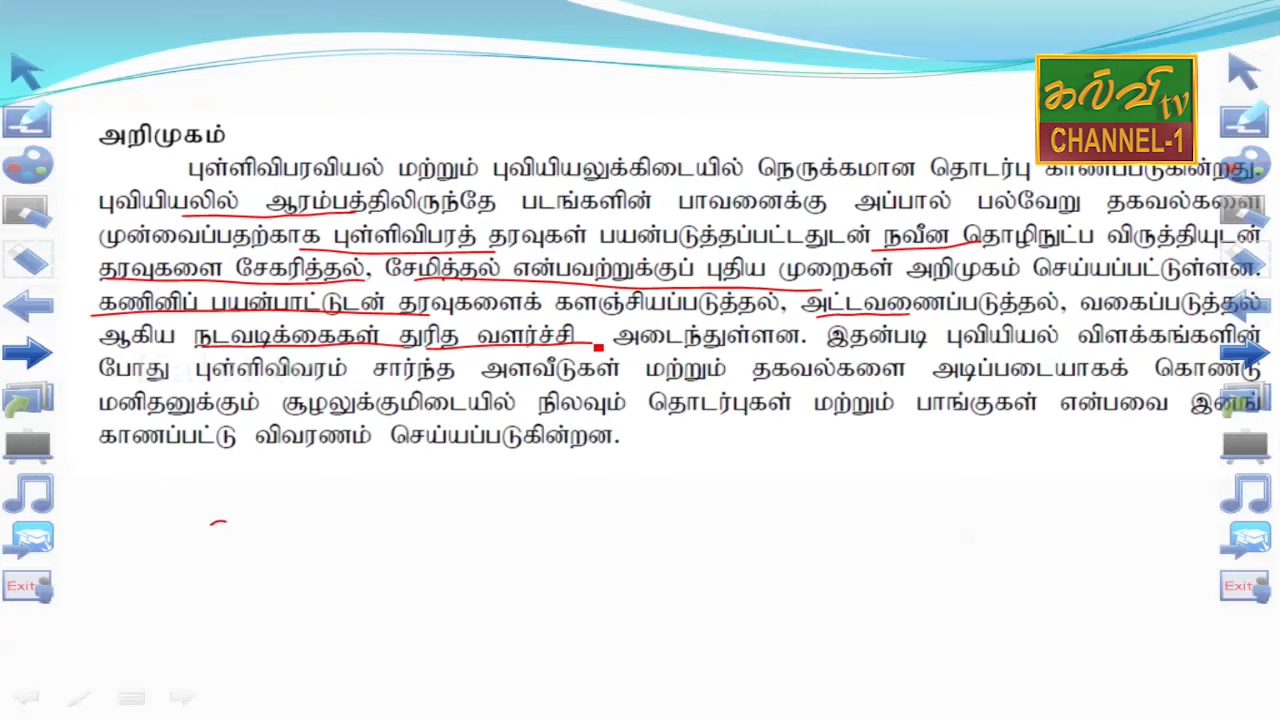 கல்வி tv
CHANNEL-1
அறிமுகம்
புள்ளிவிபரவியல் மற்றும் புவியியலுக்கிடையில் நெருக்கமான தொடர்பு காணப்படுகின்றது.
புவியியலில் ஆரம்பத்திலிருந்தே படங்களின் பாவனைக்கு அப்பால் பல்வேறு தகவல்களை
முன்வைப்பதற்காக புள்ளிவிபரத் தரவுகள் பயன்படுத்தப்பட்டதுடன் நவீன தொழிநுட்ப விருத்தியுடன்
தரவுகளை சேகரித்தல், சேமித்தல் என்பவற்றுக்குப் புதிய முறைகள் அறிமுகம் செய்யப்பட்டுள்ளன.
கணினிப் பயன்பாட்டுடன் தரவுகளைக் களஞ்சியப்படுத்தல், அட்டவணைப்படுத்தல், வகைப்படுத்தல்
ஆகிய நடவடிக்கைகள் துரித வளர்ச்சி அடைந்துள்ளன. இதன்படி புவியியல் விளக்கங்களின்
போது புள்ளிவிவரம் சார்ந்த அளவீடுகள் மற்றும் தகவல்களை அடிப்படையாகக் கொண்டு
மனிதனுக்கும் சூழலுக்குமிடையில் நிலவும் தொடர்புகள் மற்றும் பாங்குகள் என்பவை இனங்
காணப்பட்டு விவரணம் செய்யப்படுகின்றன.
Exit
Exit